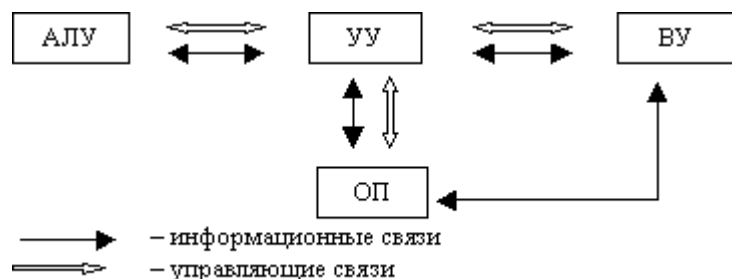 АЛУ УУ ВУ
ОП
– информационные связи
– управляющие связи